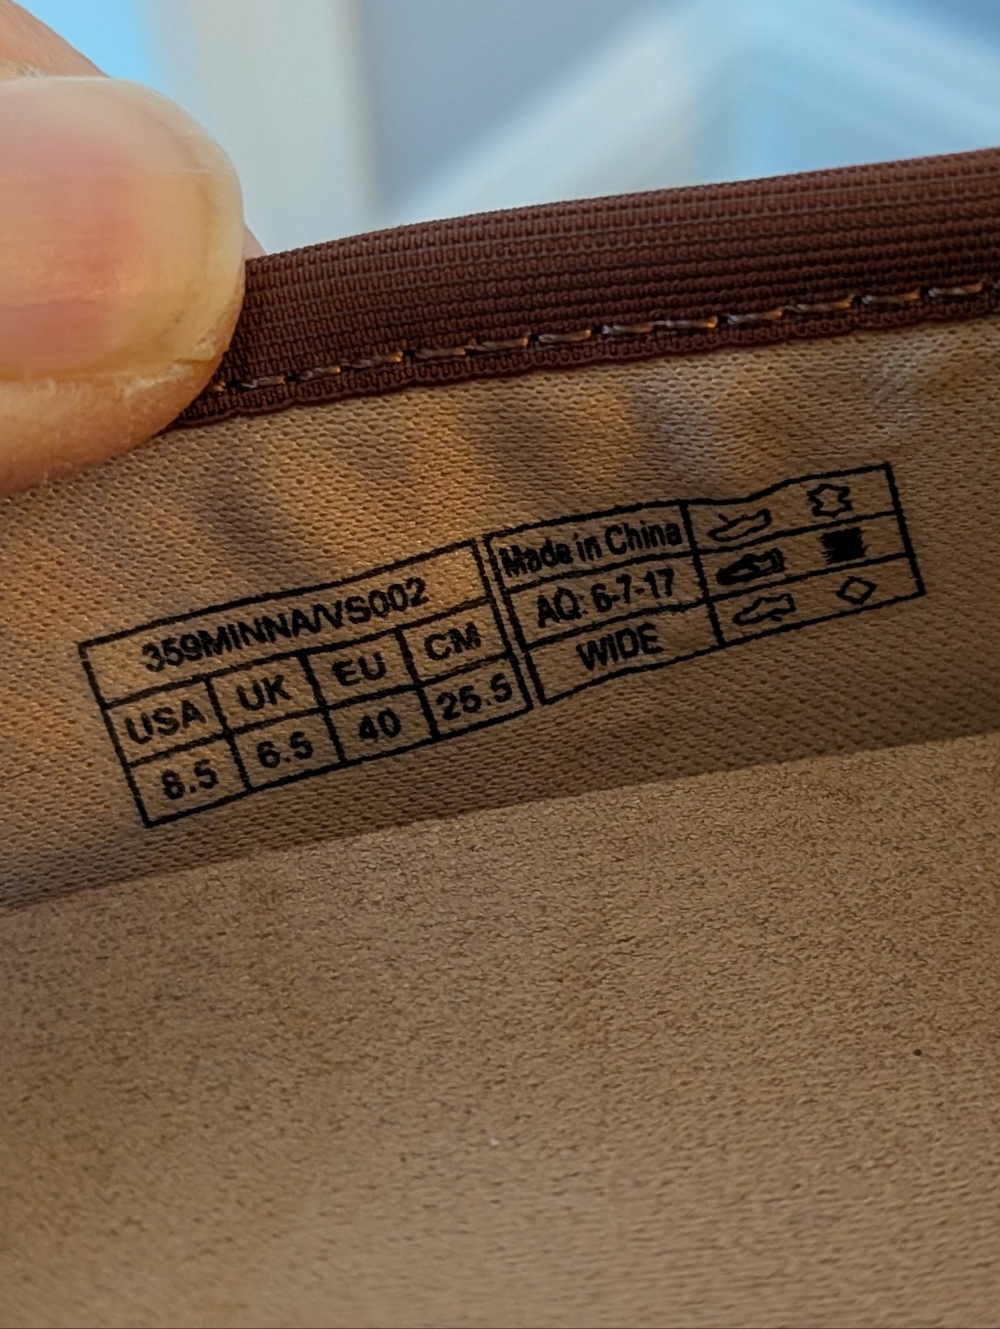 359MINNA/VS002
USA UK EU CM
8.5 6.5 40 25.5
Made in China
AQ: 6-7-17
WIDE